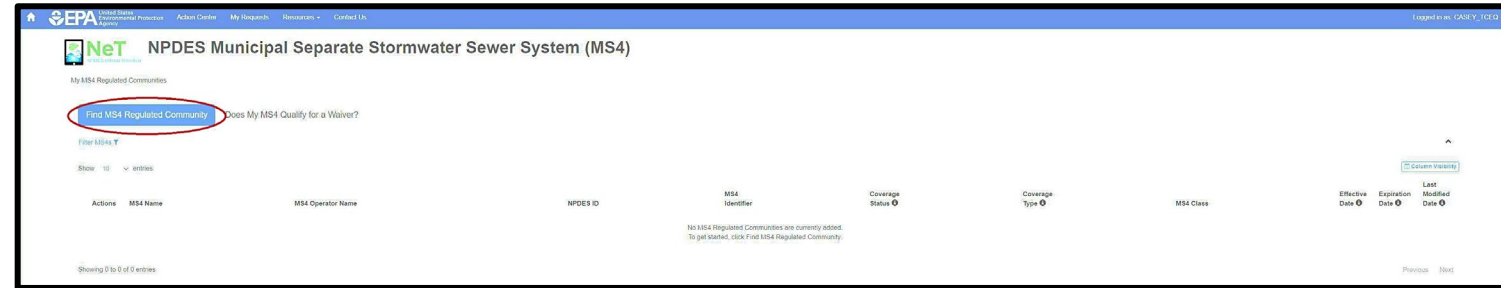 EPA United States Environmental Protection Agency Action Center My Requests Resources Contact Us Logged in as: CASEY_TCEQ
NeT NPDES Municipal Separate Stormwater Sewer System (MS4)
My MS4 Regulated Communities
Find MS4 Regulated Community Does My MS4 Qualify for a Waiver?
Filter MS4s
Show 10 entries
Column Visibility
Actions MS4 Name MS4 Operator Name NPDES ID MS4 Identifier Coverage Status Coverage Type MS4 Class Effective Date Expiration Date Last Modified Date
No MS4 Regulated Communities are currently added.
To get started, click Find MS4 Regulated Community.
Showing 0 to 0 of 0 entries
Previous Next